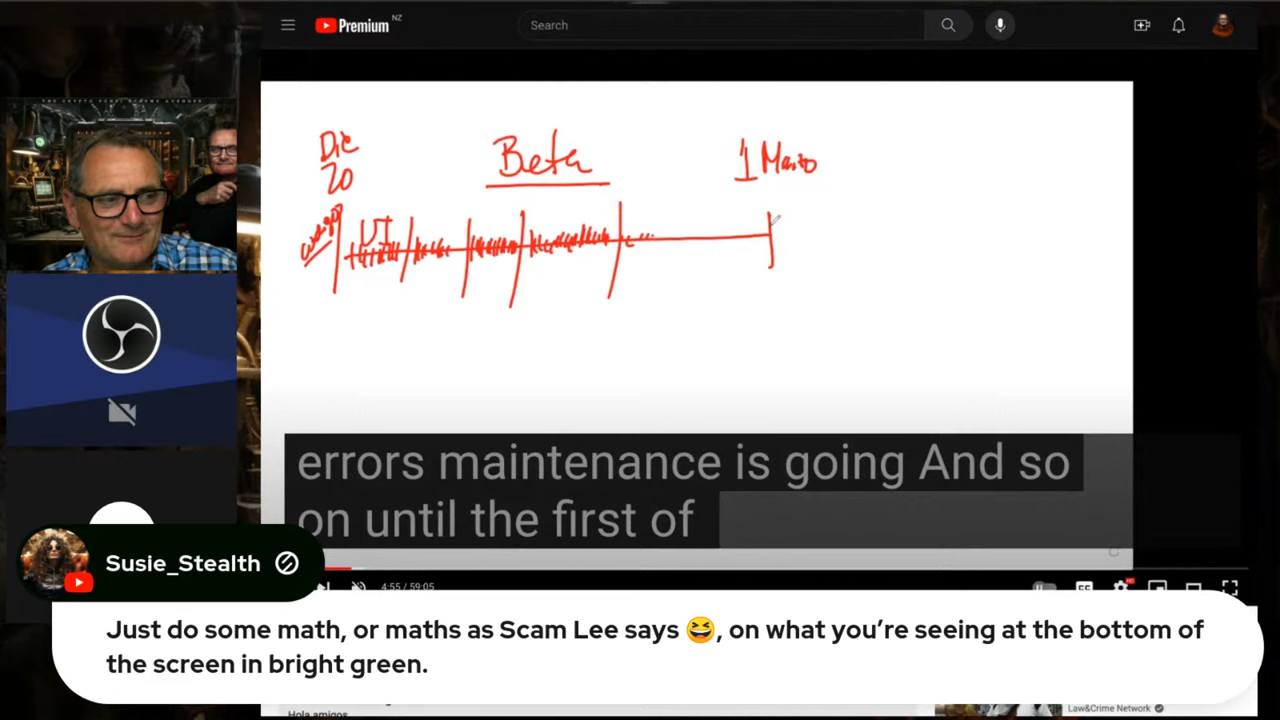 Premium NZ
Search
Dic
20
Beta
1 Marzo
UI
errors maintenance is going And so
on until the first of
4:55 / 59:05
Susie_Stealth
Just do some math, or maths as Scam Lee says 😆, on what you’re seeing at the bottom of
the screen in bright green.
Hola amigos
Law&Crime Network